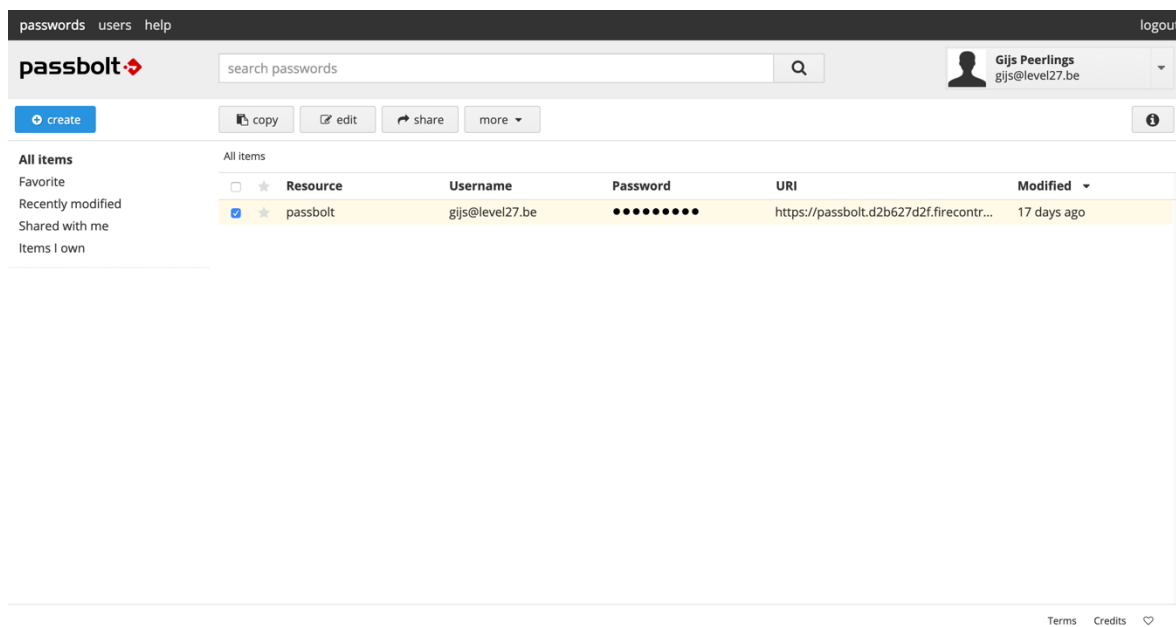 passwords users help logout
passbolt
search passwords
Gijs Peerlings
gijs@level27.be
create
copy edit share more
All items
Favorite
Recently modified
Shared with me
Items I own
All items
Resource Username Password URI Modified
passbolt gijs@level27.be ●●●●●●●●● https://passbolt.d2b627d2f.firecontr... 17 days ago
Terms Credits